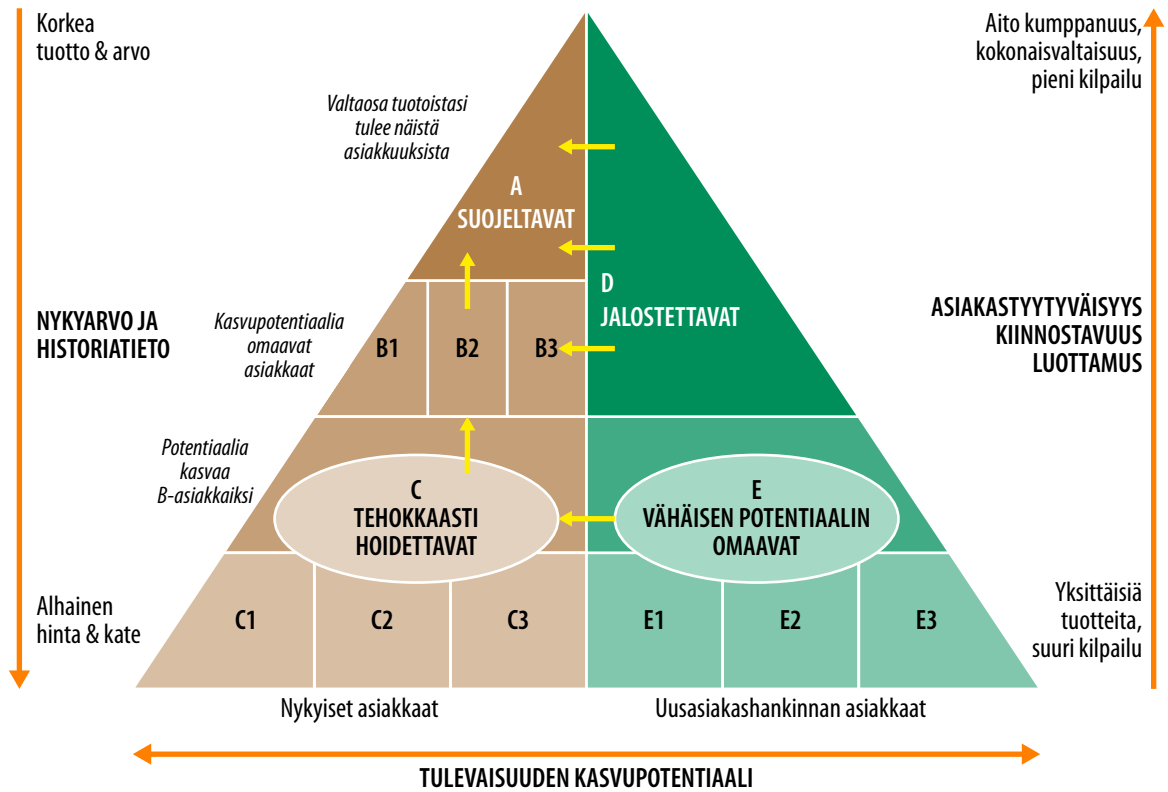 Korkea
tuotto & arvo
Aito kumppanuus,
kokonaisvaltaisuus,
pieni kilpailu
Valtaosa tuotoistasi
tulee näistä
asiakkuuksista
A
SUOJELTAVAT
D
JALOSTETTAVAT
NYKYARVO JA
HISTORIATIETO
Kasvupotentiaalia
omaavat
asiakkaat
B1
B2
B3
ASIAKASTYYTYVÄISYYS
KIINNOSTAVUUS
LUOTTAMUS
Potentiaalia
kasvaa
B-asiakkaiksi
C
TEHOKKAASTI
HOIDETTAVAT
E
VÄHÄISEN POTENTIAALIN
OMAAVAT
Alhainen
hinta & kate
C1
C2
C3
E1
E2
E3
Yksittäisiä
tuotteita,
suuri kilpailu
Nykyiset asiakkaat
Uusasiakashankinnan asiakkaat
TULEVAISUUDEN KASVUPOTENTIAALI